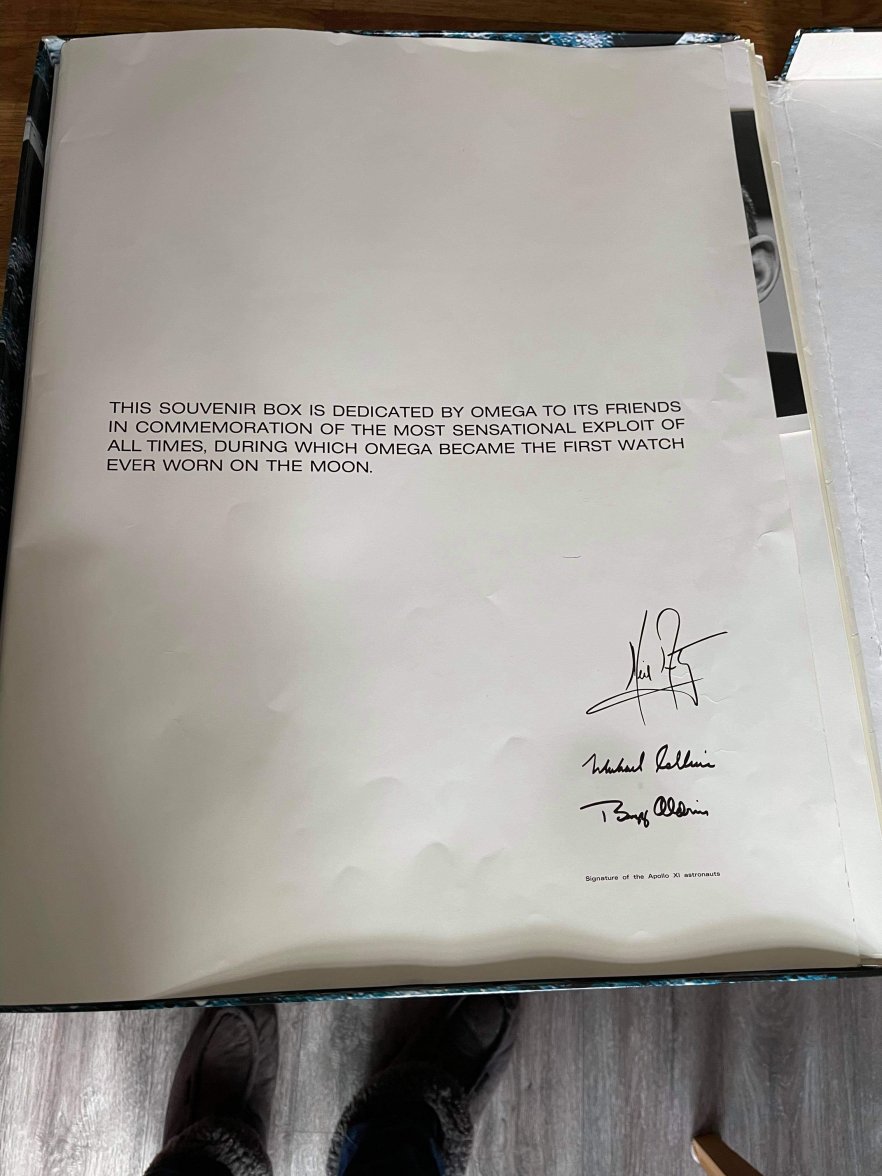 THIS SOUVENIR BOX IS DEDICATED BY OMEGA TO ITS FRIENDS
IN COMMEMORATION OF THE MOST SENSATIONAL EXPLOIT OF
ALL TIMES, DURING WHICH OMEGA BECAME THE FIRST WATCH
EVER WORN ON THE MOON.
Neil
Michael Collins
Buzz Aldrin
Signature of the Apollo XI astronauts